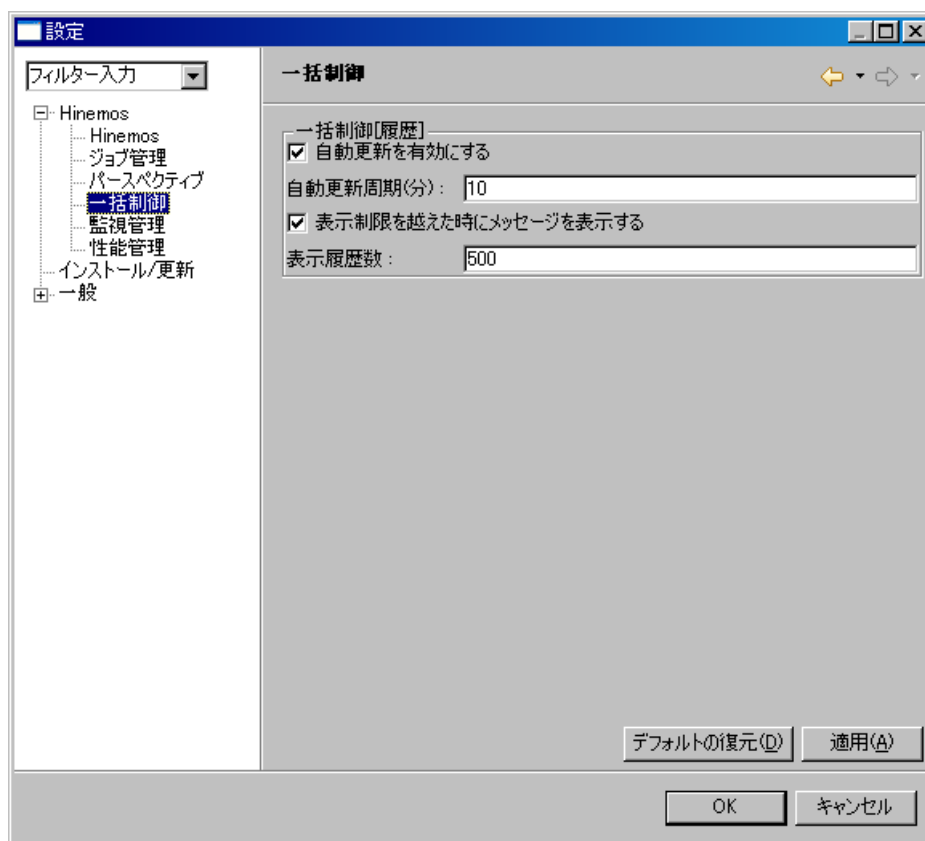 設定
フィルター入力
一括制御
Hinemos
Hinemos
ジョブ管理
パースペクティブ
一括制御
監視管理
性能管理
インストール/更新
一般
一括制御[履歴]
自動更新を有効にする
自動更新周期(分)： 10
表示制限を越えた時にメッセージを表示する
表示履歴数： 500
デフォルトの復元(D) 適用(A)
OK キャンセル